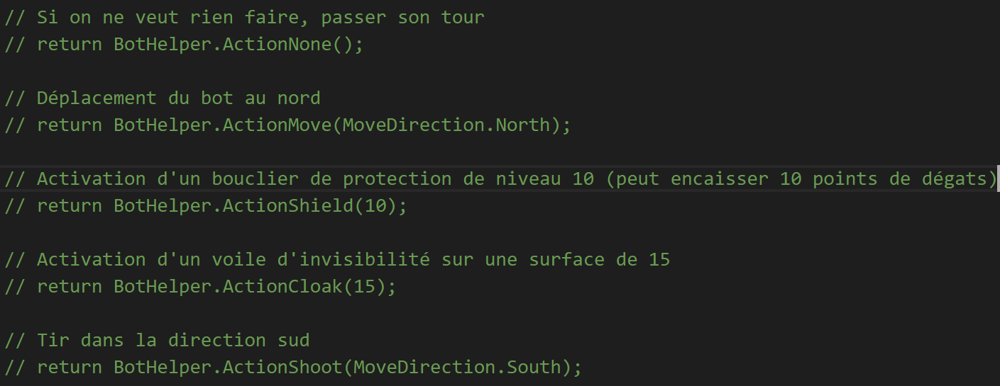 // Si on ne veut rien faire, passer son tour
// return BotHelper.ActionNone();
// Déplacement du bot au nord
// return BotHelper.ActionMove(MoveDirection.North);
// Activation d'un bouclier de protection de niveau 10 (peut encaisser 10 points de dégats)
// return BotHelper.ActionShield(10);
// Activation d'un voile d'invisibilité sur une surface de 15
// return BotHelper.ActionCloak(15);
// Tir dans la direction sud
// return BotHelper.ActionShoot(MoveDirection.South);